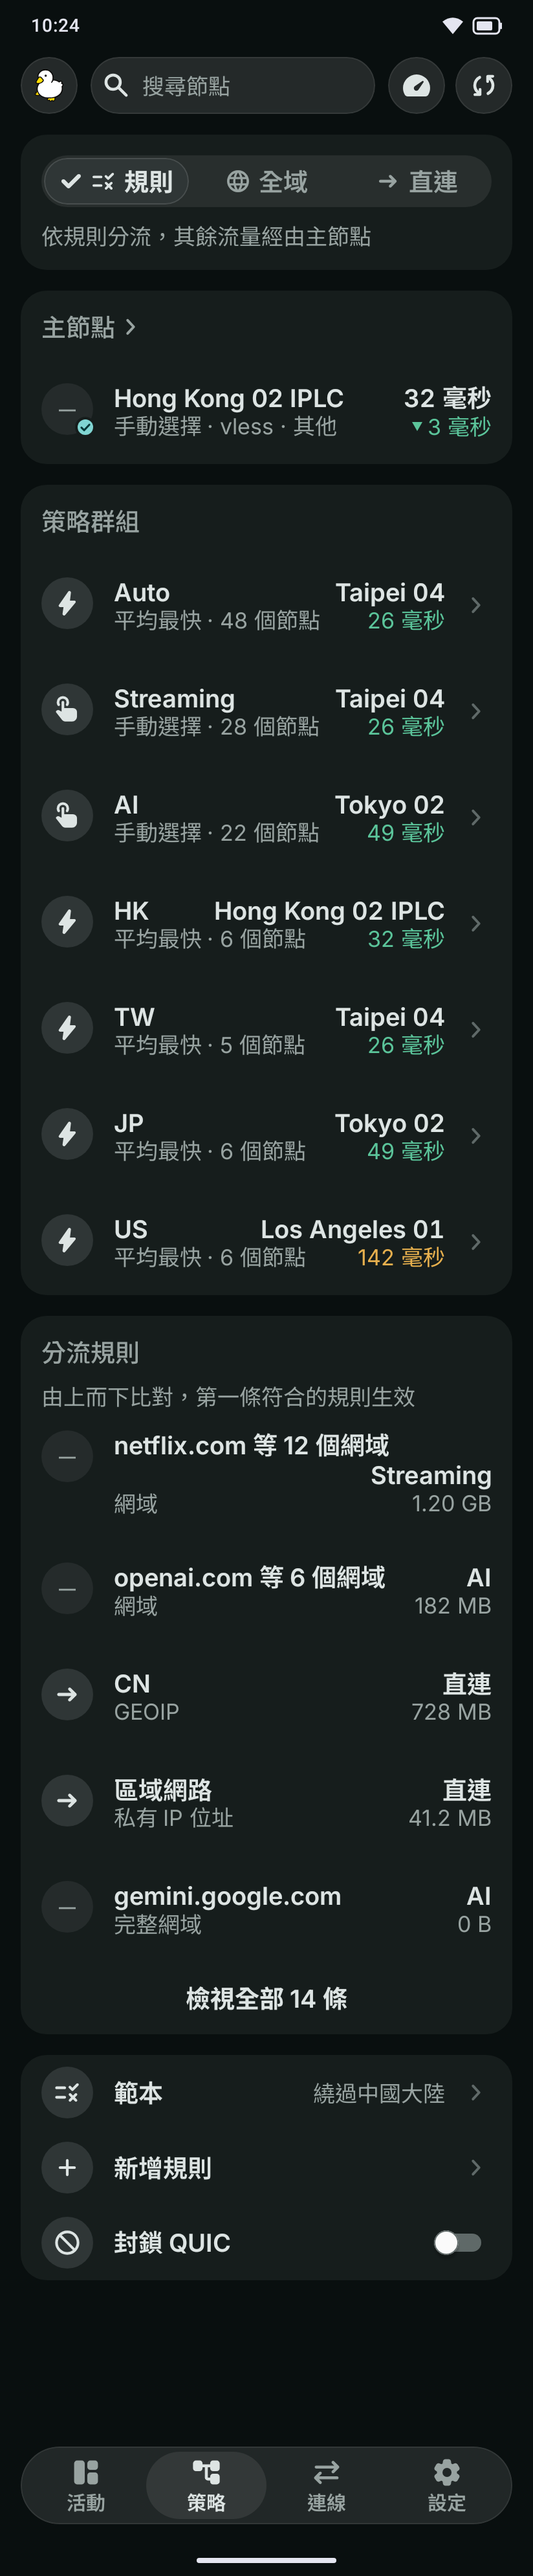 10:24
搜尋節點
規則 全域 直連
依規則分流，其餘流量經由主節點
主節點
Hong Kong 02 IPLC 32 毫秒
手動選擇 · vless · 其他 ▼3 毫秒
策略群組
Auto Taipei 04
平均最快 · 48 個節點 26 毫秒
Streaming Taipei 04
手動選擇 · 28 個節點 26 毫秒
AI Tokyo 02
手動選擇 · 22 個節點 49 毫秒
HK Hong Kong 02 IPLC
平均最快 · 6 個節點 32 毫秒
TW Taipei 04
平均最快 · 5 個節點 26 毫秒
JP Tokyo 02
平均最快 · 6 個節點 49 毫秒
US Los Angeles 01
平均最快 · 6 個節點 142 毫秒
分流規則
由上而下比對，第一條符合的規則生效
netflix.com 等 12 個網域
Streaming
網域 1.20 GB
openai.com 等 6 個網域 AI
網域 182 MB
CN 直連
GEOIP 728 MB
區域網路 直連
私有 IP 位址 41.2 MB
gemini.google.com AI
完整網域 0 B
檢視全部 14 條
範本 繞過中國大陸
新增規則
封鎖 QUIC
活動 策略 連線 設定